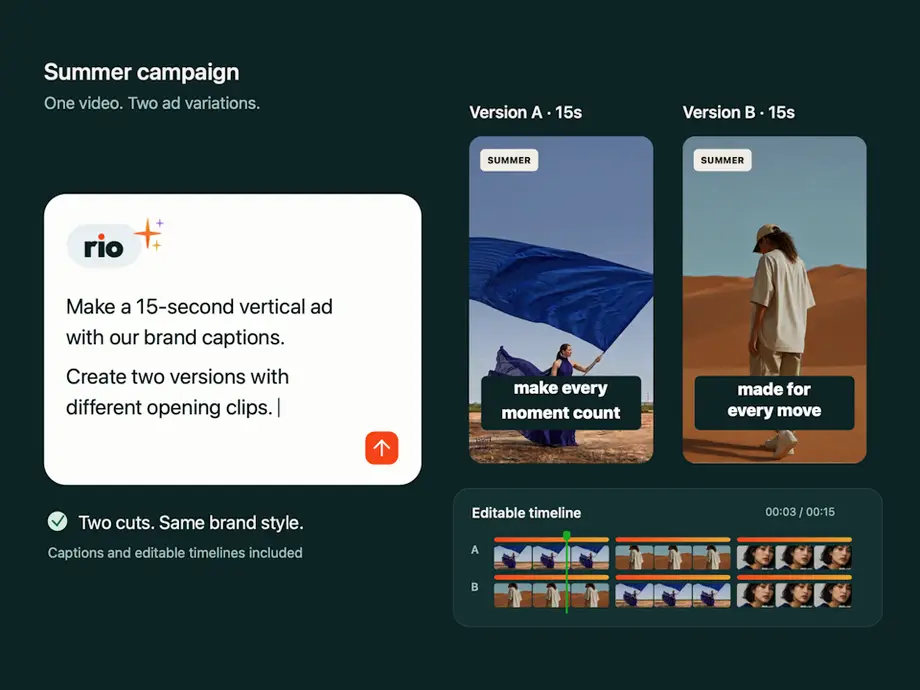 Summer campaign
One video. Two ad variations.
rio
Make a 15-second vertical ad
with our brand captions.
Create two versions with
different opening clips.
Two cuts. Same brand style.
Captions and editable timelines included
Version A · 15s
SUMMER
make every
moment count
Version B · 15s
SUMMER
made for
every move
Editable timeline
00:03 / 00:15
A
B